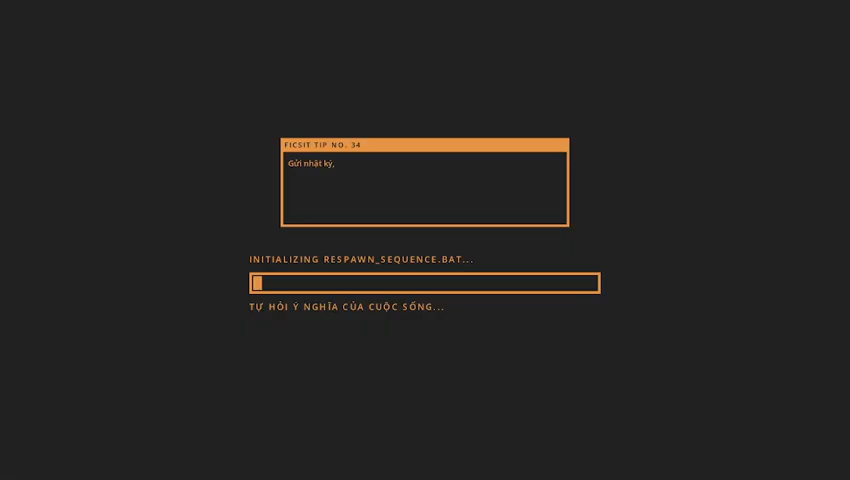 FICSIT TIP NO. 34
Gửi nhật ký,
INITIALIZING RESPAWN_SEQUENCE.BAT...
TỰ HỎI Ý NGHĨA CỦA CUỘC SỐNG...